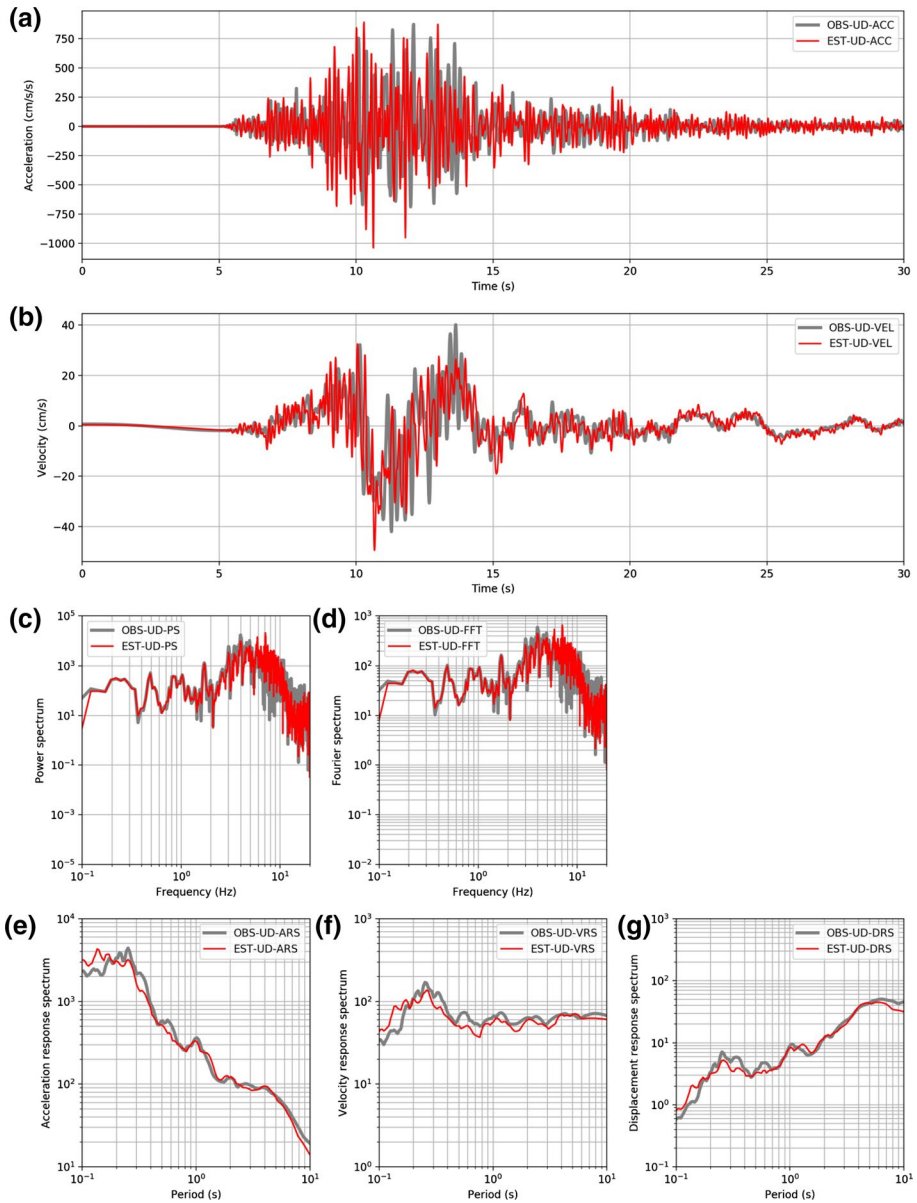 (a)
OBS-UD-ACC
EST-UD-ACC
Acceleration (cm/s/s)
750
500
250
0
−250
−500
−750
−1000
0 5 10 15 20 25 30
Time (s)
(b)
OBS-UD-VEL
EST-UD-VEL
Velocity (cm/s)
40
20
0
−20
−40
0 5 10 15 20 25 30
Time (s)
(c)
OBS-UD-PS
EST-UD-PS
Power spectrum
10^5
10^3
10^1
10^−1
10^−3
10^−5
10^−1 10^0 10^1
Frequency (Hz)
(d)
OBS-UD-FFT
EST-UD-FFT
Fourier spectrum
10^3
10^2
10^1
10^0
10^−1
10^−2
10^−1 10^0 10^1
Frequency (Hz)
(e)
OBS-UD-ARS
EST-UD-ARS
Acceleration response spectrum
10^4
10^3
10^2
10^1
10^−1 10^0 10^1
Period (s)
(f)
OBS-UD-VRS
EST-UD-VRS
Velocity response spectrum
10^3
10^2
10^1
10^0
10^−1 10^0 10^1
Period (s)
(g)
OBS-UD-DRS
EST-UD-DRS
Displacement response spectrum
10^3
10^2
10^1
10^0
10^−1
10^−1 10^0 10^1
Period (s)